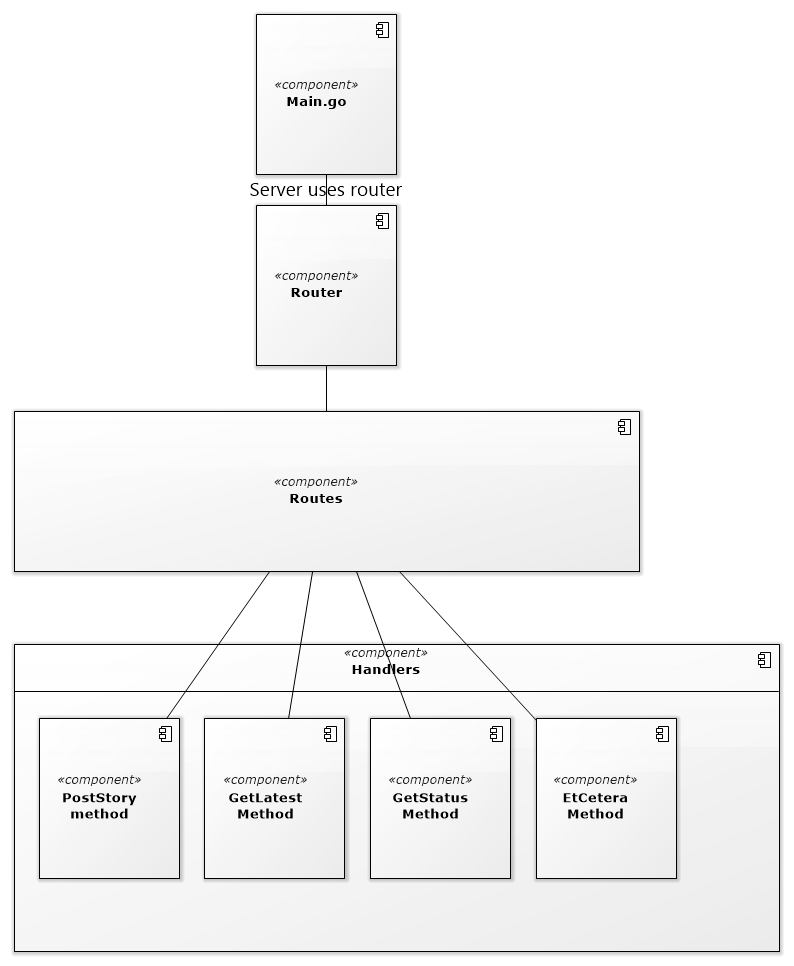 «component»
Main.go
Server uses router
«component»
Router
«component»
Routes
«component»
Handlers
«component»
PostStory
method
«component»
GetLatest
Method
«component»
GetStatus
Method
«component»
EtCetera
Method